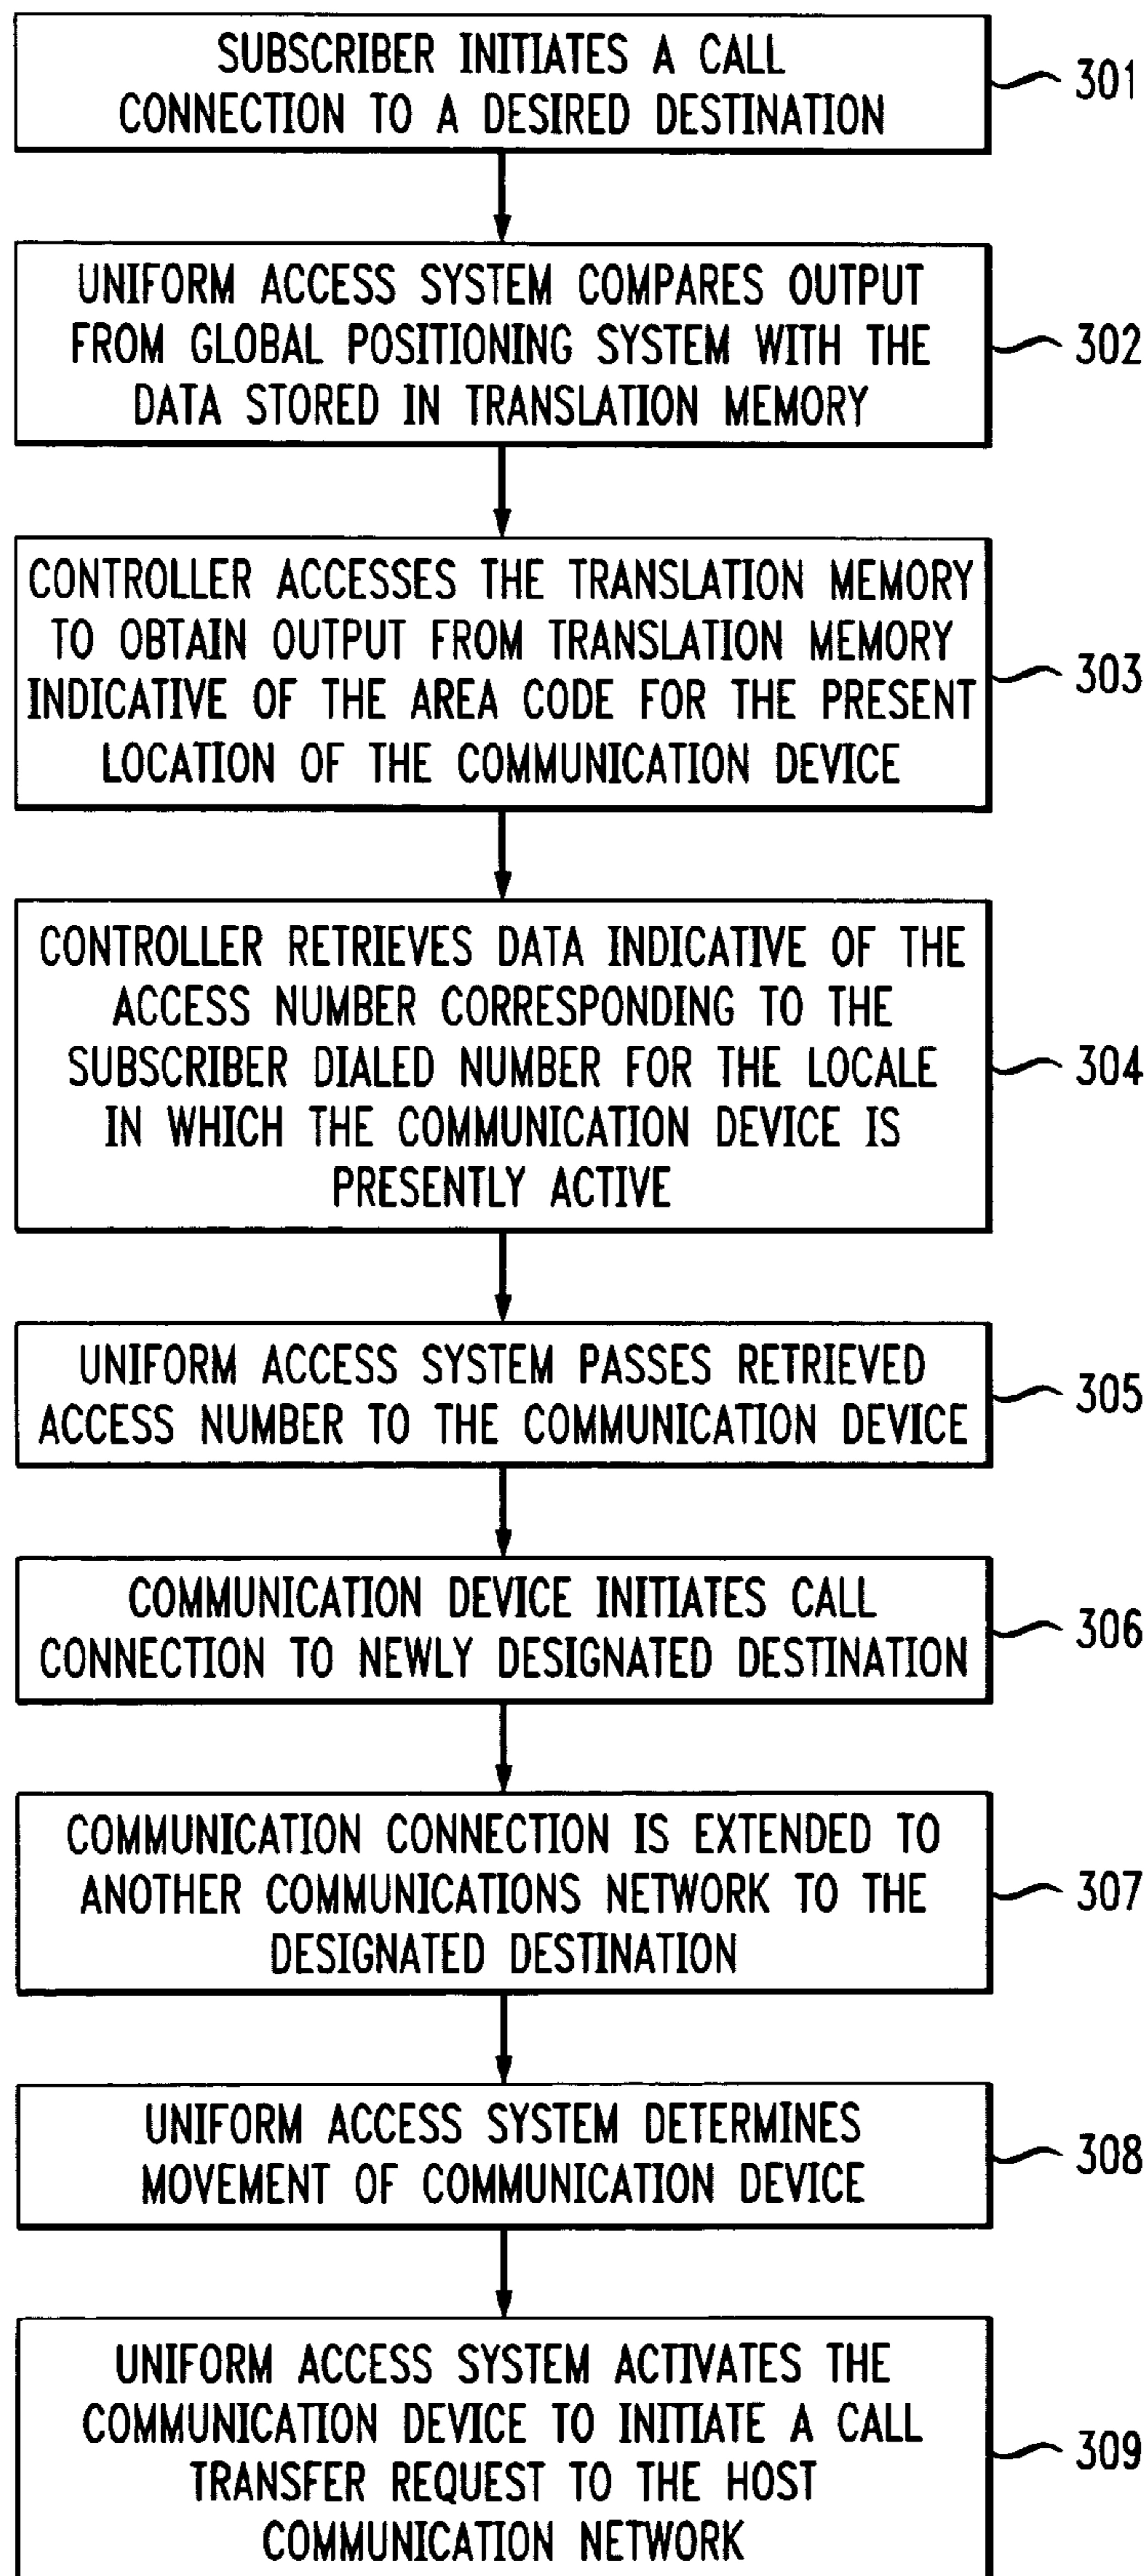 SUBSCRIBER INITIATES A CALL
CONNECTION TO A DESIRED DESTINATION
301
UNIFORM ACCESS SYSTEM COMPARES OUTPUT
FROM GLOBAL POSITIONING SYSTEM WITH THE
DATA STORED IN TRANSLATION MEMORY
302
CONTROLLER ACCESSES THE TRANSLATION MEMORY
TO OBTAIN OUTPUT FROM TRANSLATION MEMORY
INDICATIVE OF THE AREA CODE FOR THE PRESENT
LOCATION OF THE COMMUNICATION DEVICE
303
CONTROLLER RETRIEVES DATA INDICATIVE OF THE
ACCESS NUMBER CORRESPONDING TO THE
SUBSCRIBER DIALED NUMBER FOR THE LOCALE
IN WHICH THE COMMUNICATION DEVICE IS
PRESENTLY ACTIVE
304
UNIFORM ACCESS SYSTEM PASSES RETRIEVED
ACCESS NUMBER TO THE COMMUNICATION DEVICE
305
COMMUNICATION DEVICE INITIATES CALL
CONNECTION TO NEWLY DESIGNATED DESTINATION
306
COMMUNICATION CONNECTION IS EXTENDED TO
ANOTHER COMMUNICATIONS NETWORK TO THE
DESIGNATED DESTINATION
307
UNIFORM ACCESS SYSTEM DETERMINES
MOVEMENT OF COMMUNICATION DEVICE
308
UNIFORM ACCESS SYSTEM ACTIVATES THE
COMMUNICATION DEVICE TO INITIATE A CALL
TRANSFER REQUEST TO THE HOST
COMMUNICATION NETWORK
309